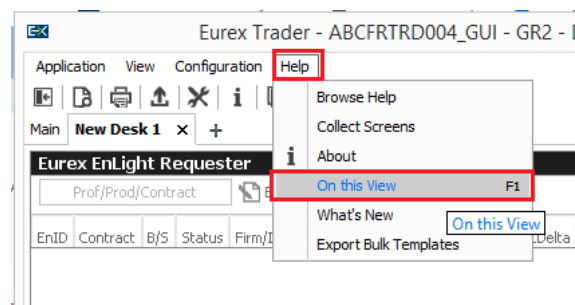 EX Eurex Trader - ABCFRTRD004_GUI - GR2 -
Application View Configuration Help
Browse Help
Collect Screens
Main New Desk 1 × +
i About
Eurex EnLight Requester
On this View F1
Prof/Prod/Contract
What's New
On this View
EnID Contract B/S Status Firm/I Delta
Export Bulk Templates